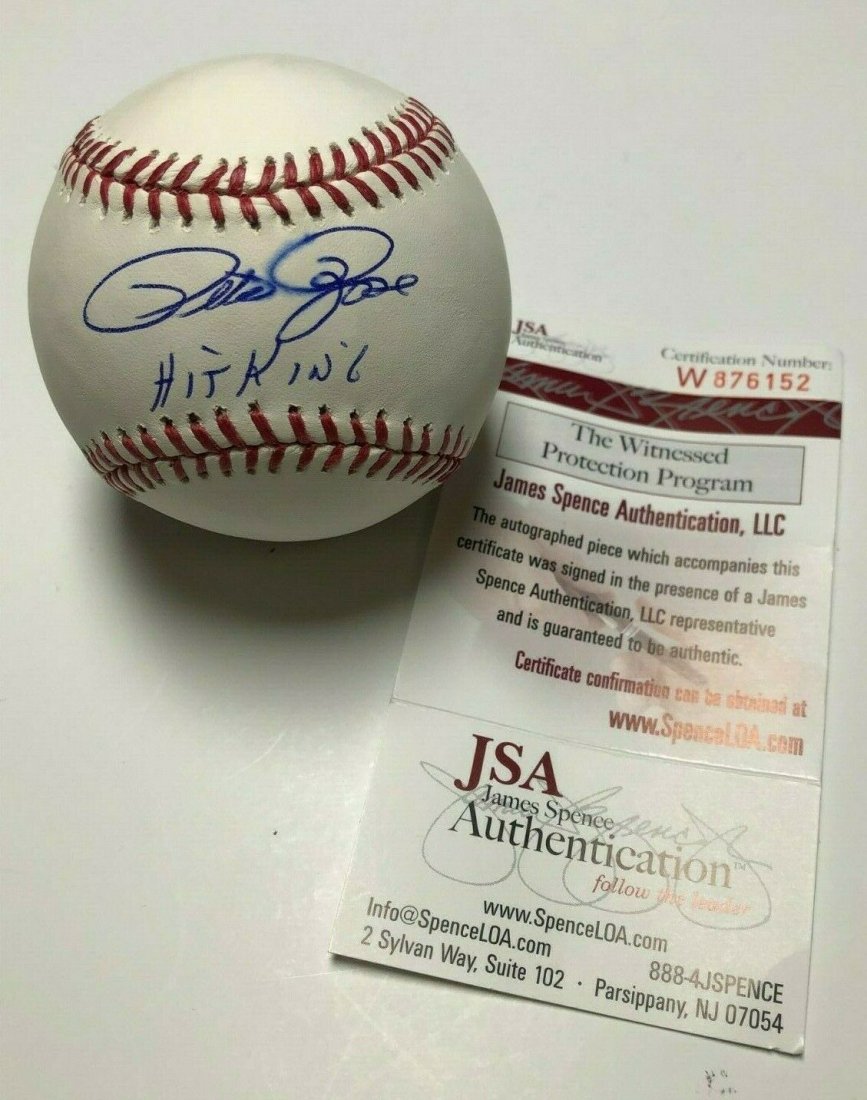 Pete Rose
HIT KING
JSA
Authentication
Certification Number:
W 876152
The Witnessed
Protection Program
James Spence Authentication, LLC
The autographed piece which accompanies this
certificate was signed in the presence of a James
Spence Authentication, LLC representative
and is guaranteed to be authentic.
Certificate confirmation can be obtained at
www.SpenceLOA.com
JSA
James Spence
Authentication™
follow the leader
www.SpenceLOA.com
Info@SpenceLOA.com
888-4JSPENCE
2 Sylvan Way, Suite 102 · Parsippany, NJ 07054